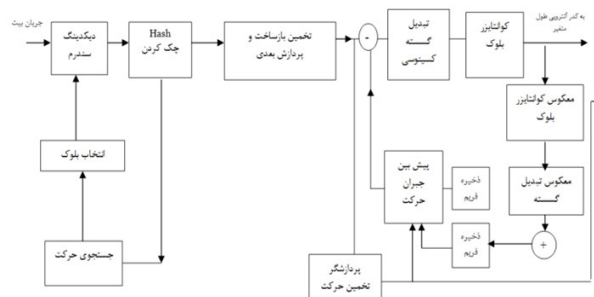 جریان بیت
دیکدینگ
سندرم
Hash
چک کردن
تخمین بازساخت و
پردازش بعدی
-
تبدیل
گسسته
کسینوسی
کوانتایزر
بلوک
به کدر آنتروپی طول
متغیر
معکوس کوانتایزر
بلوک
انتخاب بلوک
پیش بین
جبران
حرکت
ذخیره
فریم
معکوس تبدیل
گسسته
جستجوی حرکت
ذخیره
فریم
+
پردازشگر
تخمین حرکت